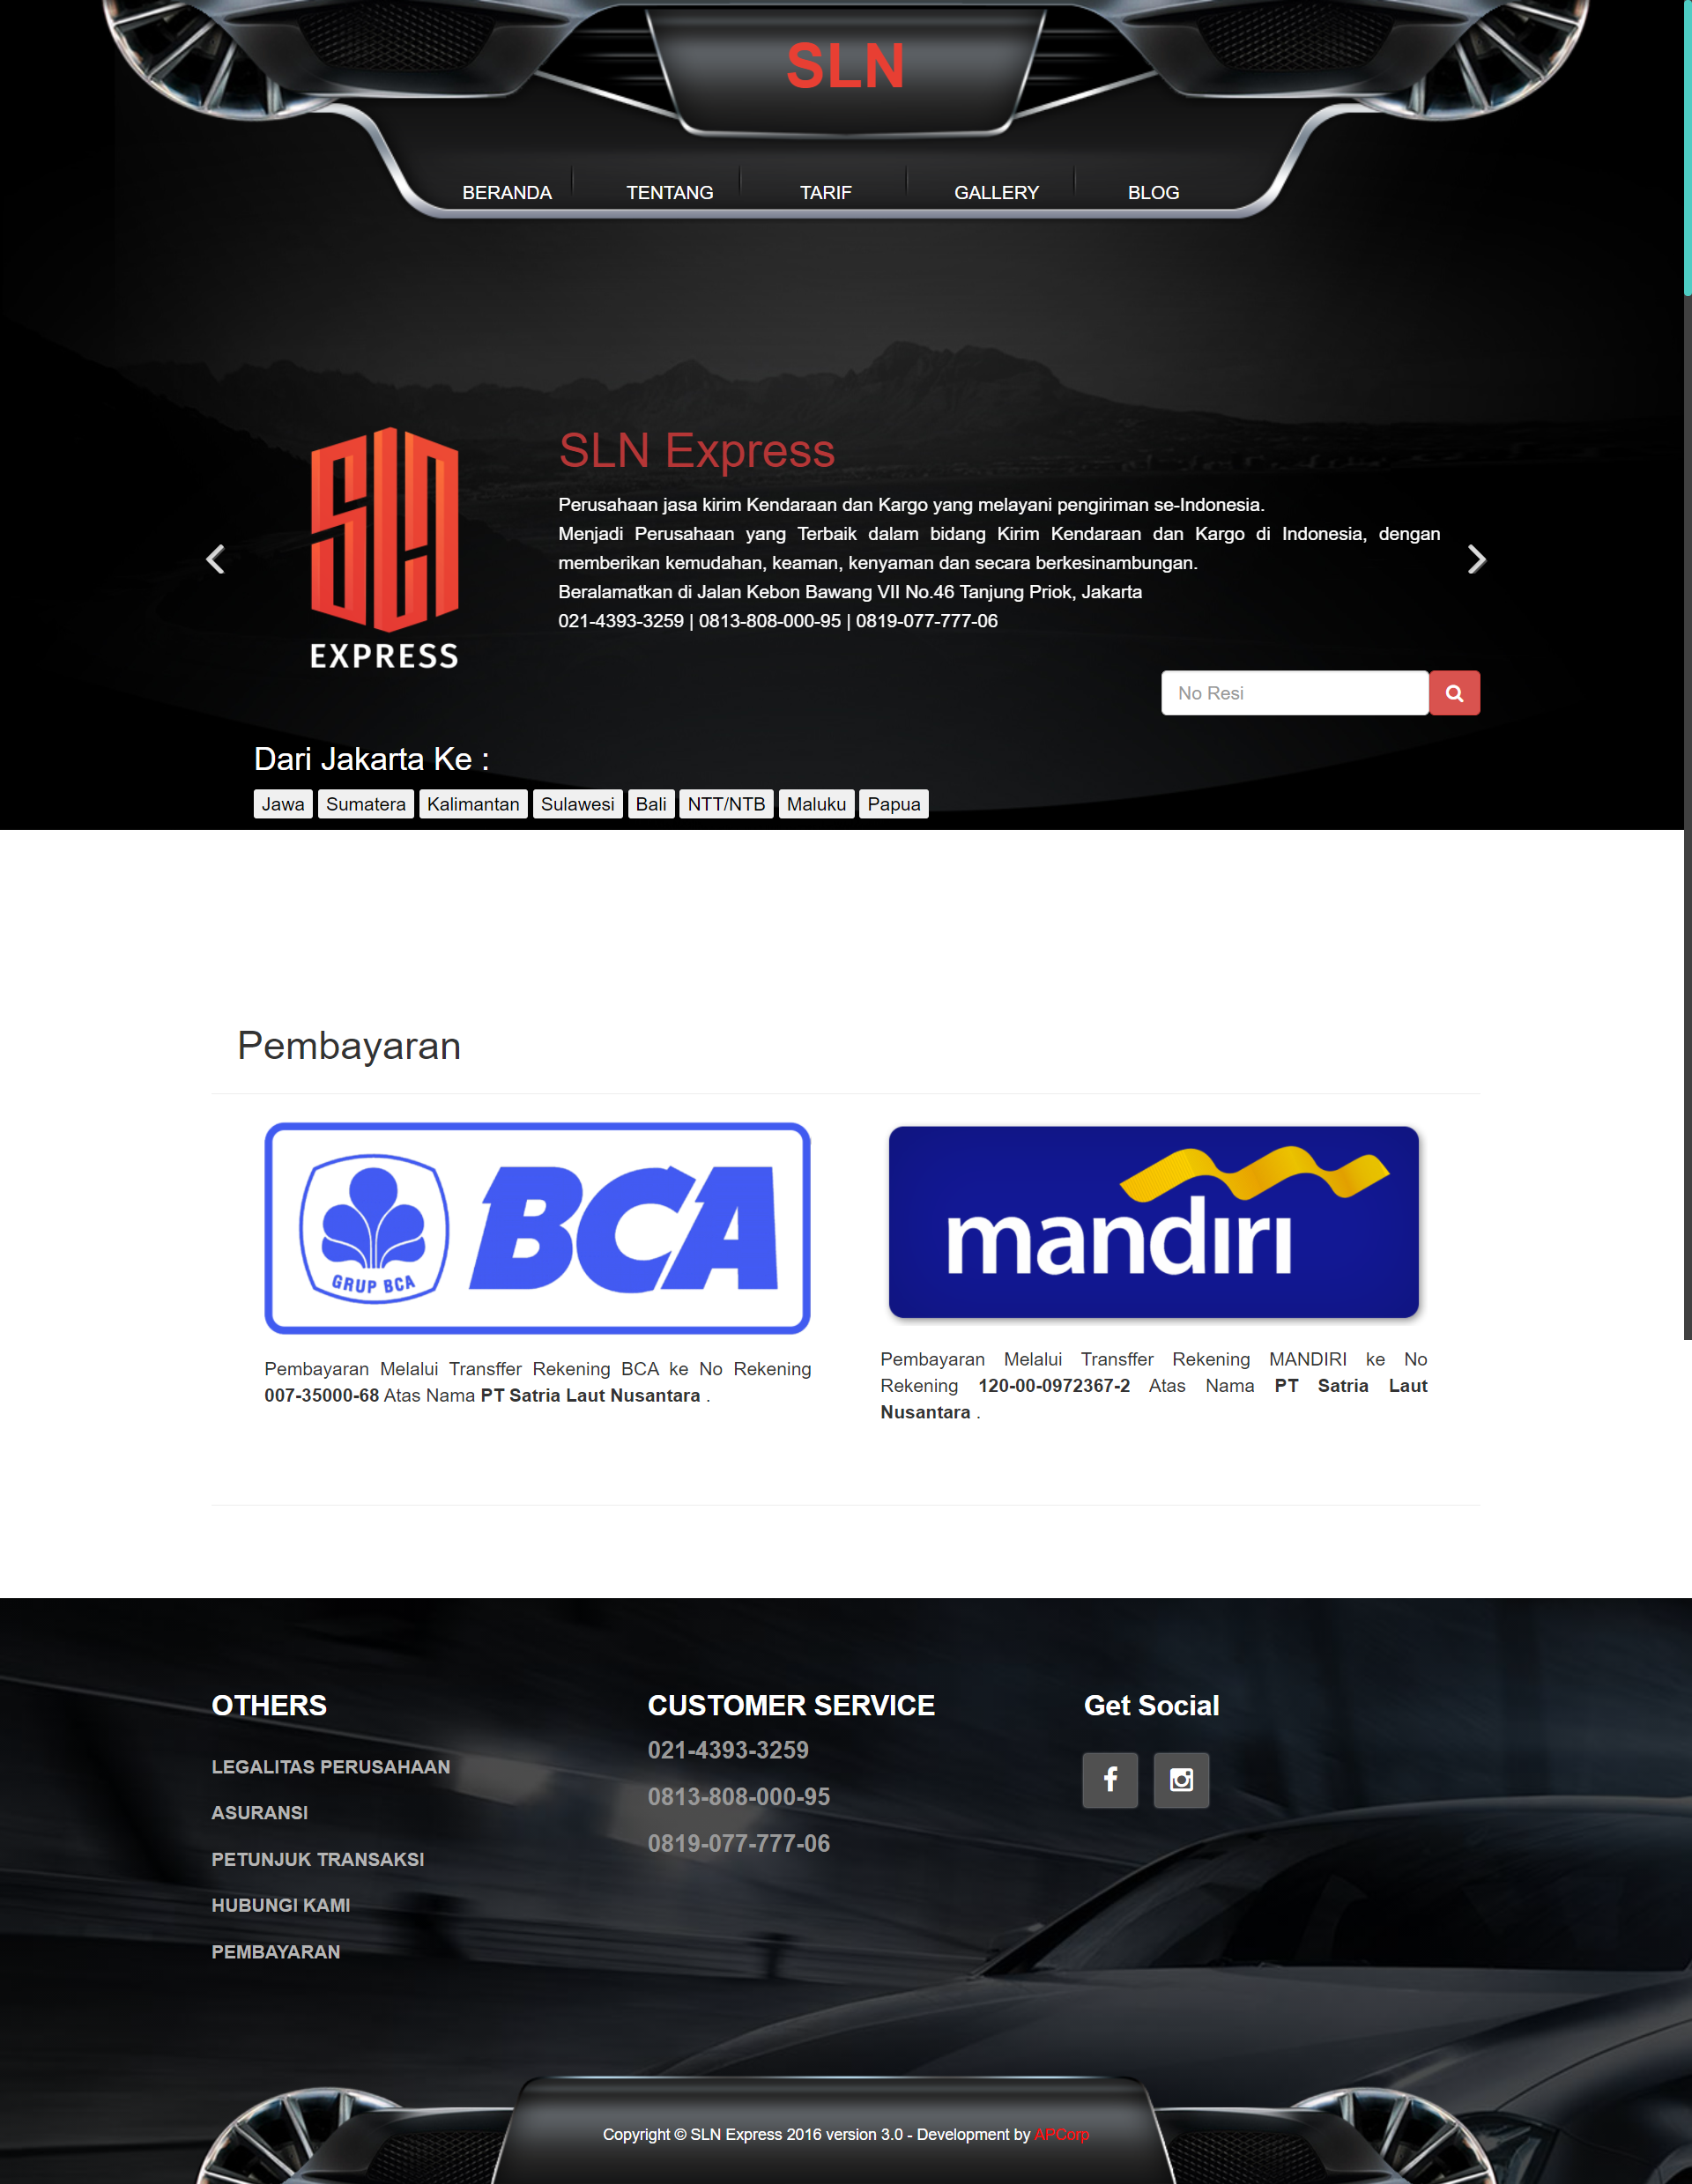 SLN
BERANDA TENTANG TARIF GALLERY BLOG
SLN
EXPRESS
SLN Express
Perusahaan jasa kirim Kendaraan dan Kargo yang melayani pengiriman se-Indonesia.
Menjadi Perusahaan yang Terbaik dalam bidang Kirim Kendaraan dan Kargo di Indonesia, dengan
memberikan kemudahan, keaman, kenyaman dan secara berkesinambungan.
Beralamatkan di Jalan Kebon Bawang VII No.46 Tanjung Priok, Jakarta
021-4393-3259 | 0813-808-000-95 | 0819-077-777-06
No Resi
Dari Jakarta Ke :
Jawa Sumatera Kalimantan Sulawesi Bali NTT/NTB Maluku Papua
Pembayaran
GRUP BCA
BCA
Pembayaran Melalui Transffer Rekening BCA ke No Rekening
007-35000-68 Atas Nama PT Satria Laut Nusantara .
mandiri
Pembayaran Melalui Transffer Rekening MANDIRI ke No
Rekening 120-00-0972367-2 Atas Nama PT Satria Laut
Nusantara .
OTHERS
LEGALITAS PERUSAHAAN
ASURANSI
PETUNJUK TRANSAKSI
HUBUNGI KAMI
PEMBAYARAN
CUSTOMER SERVICE
021-4393-3259
0813-808-000-95
0819-077-777-06
Get Social
Copyright © SLN Express 2016 version 3.0 - Development by APCorp